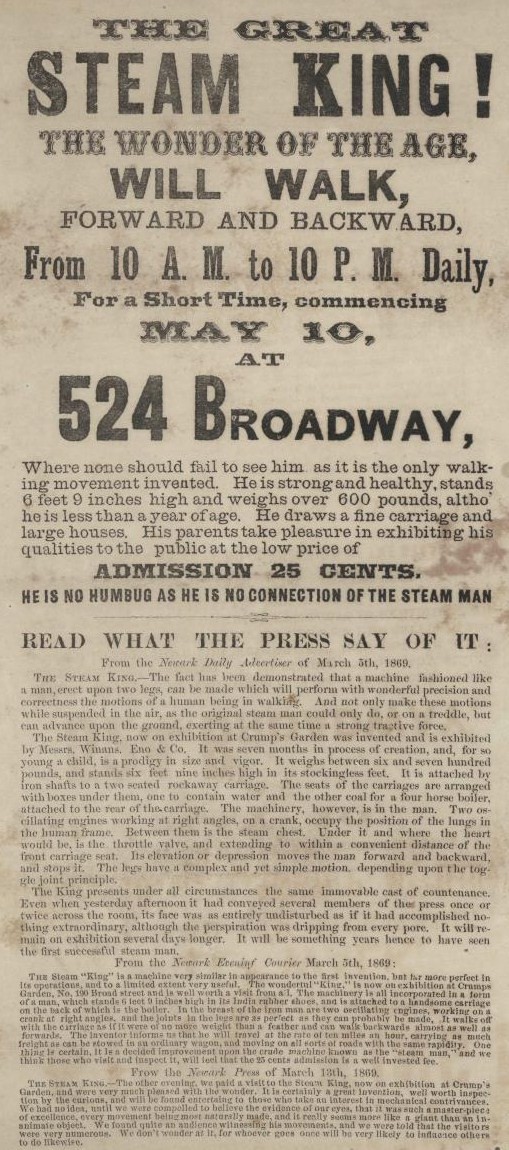 THE GREAT
STEAM KING!
THE WONDER OF THE AGE,
WILL WALK,
FORWARD AND BACKWARD,
From 10 A. M. to 10 P. M. Daily,
For a Short Time, commencing
MAY 10,
AT
524 BROADWAY,
Where none should fail to see him as it is the only walk-
ing movement invented. He is strong and healthy, stands
6 feet 9 inches high and weighs over 600 pounds, altho'
he is less than a year of age. He draws a fine carriage and
large houses. His parents take pleasure in exhibiting his
qualities to the public at the low price of
ADMISSION 25 CENTS.
HE IS NO HUMBUG AS HE IS NO CONNECTION OF THE STEAM MAN
READ WHAT THE PRESS SAY OF IT:
From the Newark Daily Advertiser of March 5th, 1869.
THE STEAM KING.—The fact has been demonstrated that a machine fashioned like
a man, erect upon two legs, can be made which will perform with wonderful precision and
correctness the motions of a human being in walking. And not only make these motions
while suspended in the air, as the original steam man could only do, or on a treddle, but
can advance upon the ground, exerting at the same time a strong tractive force.
The Steam King, now on exhibition at Crump's Garden was invented and is exhibited
by Messrs. Winans, Eno & Co. It was seven months in process of creation, and, for so
young a child, is a prodigy in size and vigor. It weighs between six and seven hundred
pounds, and stands six feet nine inches high in its stockingless feet. It is attached by
iron shafts to a two seated rockaway carriage. The seats of the carriages are arranged
with boxes under them, one to contain water and the other coal for a four horse boiler,
attached to the rear of the carriage. The machinery, however, is in the man. Two os-
cillating engines working at right angles, on a crank, occupy the position of the lungs in
the human frame. Between them is the steam chest. Under it and where the heart
would be, is the throttle valve, and extending to within a convenient distance of the
front carriage seat. Its elevation or depression moves the man forward and backward,
and stops it. The legs have a complex and yet simple motion, depending upon the tog-
gle joint principle.
The King presents under all circumstances the same immovable cast of countenance.
Even when yesterday afternoon it had conveyed several members of the press once or
twice across the room, its face was as entirely undisturbed as if it had accomplished no-
thing extraordinary, although the perspiration was dripping from every pore. It will re-
main on exhibition several days longer. It will be something years hence to have seen
the first successful steam man.
From the Newark Evening Courier March 5th, 1869:
THE Steam "King" is a machine very similar in appearance to the first invention, but far more perfect in
its operations, and to a limited extent very useful. The wonderful "King," is now on exhibition at Crumps
Garden, No, 190 Broad street and is well worth a visit from all, The machinery is all incorporated in a form
of a man, which stands 6 feet 9 inches high in its India rubber shoes, and is attached to a handsome carriage
on the back of which is the boiler. In the breast of the iron man are two oscillating engines, working on a
crank at right angles, and the joints in the legs are as perfect as they can probably be made, It walks off
with the carriage as if it were of no more weight than a feather and can walk backwards almost as well as
forwards. The inventor informs us that he will travel at the rate of ten miles an hour, carrying as much
freight as can be stowed in an ordinary wagon, and moving on all sorts of roads with the same rapidity. One
thing is certain, it is a decided improvement upon the crude machine known as the "steam man," and we
think those who visit and inspect it, will feel that the 25 cents admission is a well invested fee.
From the Newark Press of March 13th, 1869.
THE STEAM KING.—The other evening, we paid a visit to the Steam King, now on exhibition at Crump's
Garden, and were very much pleased with the wonder. It is certainly a great invention, well worth inspec-
tion by the curious, and will be found entertaining to those who take an interest in mechanical contrivances.
We had no idea, until we were compelled to believe the evidence of our eyes, that it was such a master-piece
of excellence, every movement being most naturally made, and it really seems more like a giant than an in-
animate object. We found quite an audience witnessing his movements, and we were told that the visitors
were very numerous. We don't wonder at it, for whoever goes once will be very likely to influence others
to do likewise.